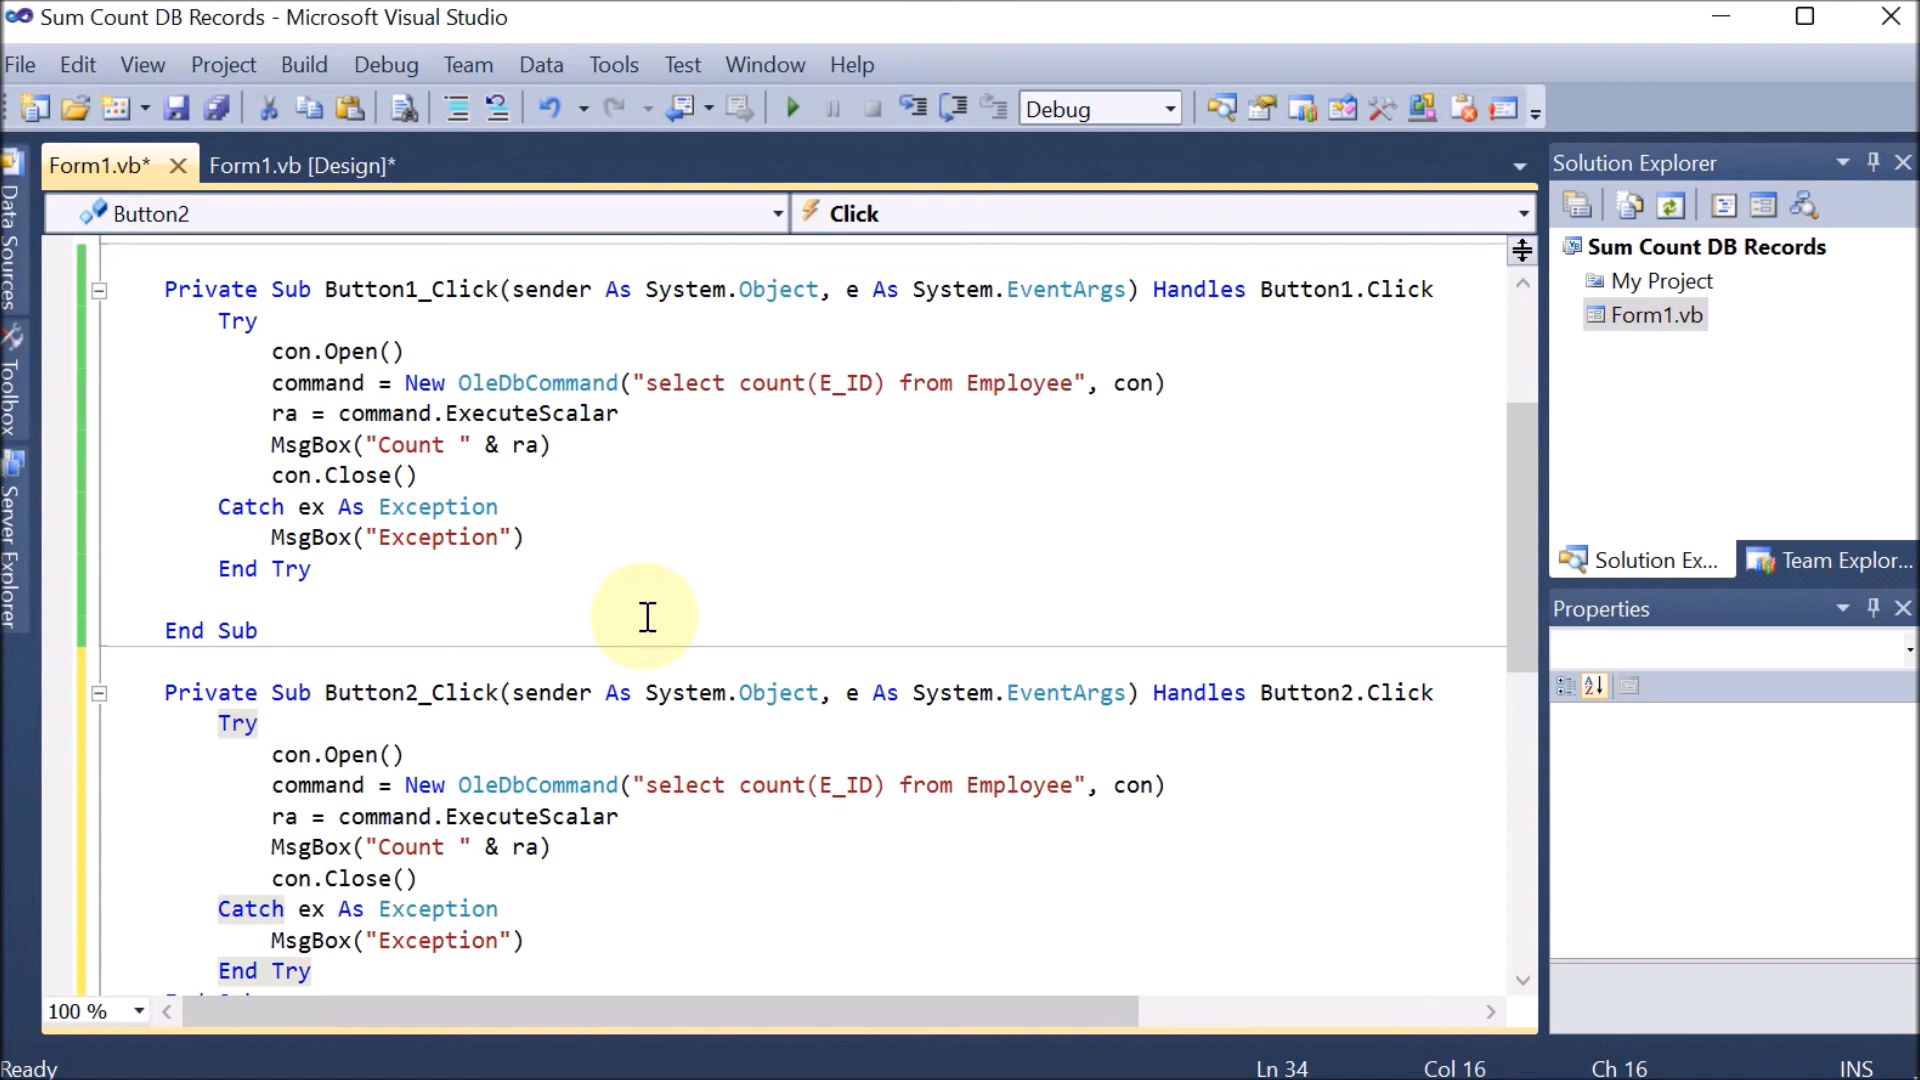 Sum Count DB Records - Microsoft Visual Studio
File Edit View Project Build Debug Team Data Tools Test Window Help
Debug
Form1.vb* Form1.vb [Design]*
Button2 Click
Data Sources
Toolbox
Server Explorer
Private Sub Button1_Click(sender As System.Object, e As System.EventArgs) Handles Button1.Click
Try
con.Open()
command = New OleDbCommand("select count(E_ID) from Employee", con)
ra = command.ExecuteScalar
MsgBox("Count " & ra)
con.Close()
Catch ex As Exception
MsgBox("Exception")
End Try
End Sub
Private Sub Button2_Click(sender As System.Object, e As System.EventArgs) Handles Button2.Click
Try
con.Open()
command = New OleDbCommand("select count(E_ID) from Employee", con)
ra = command.ExecuteScalar
MsgBox("Count " & ra)
con.Close()
Catch ex As Exception
MsgBox("Exception")
End Try
100 %
Solution Explorer
Sum Count DB Records
My Project
Form1.vb
Solution Ex... Team Explor...
Properties
Ready Ln 34 Col 16 Ch 16 INS